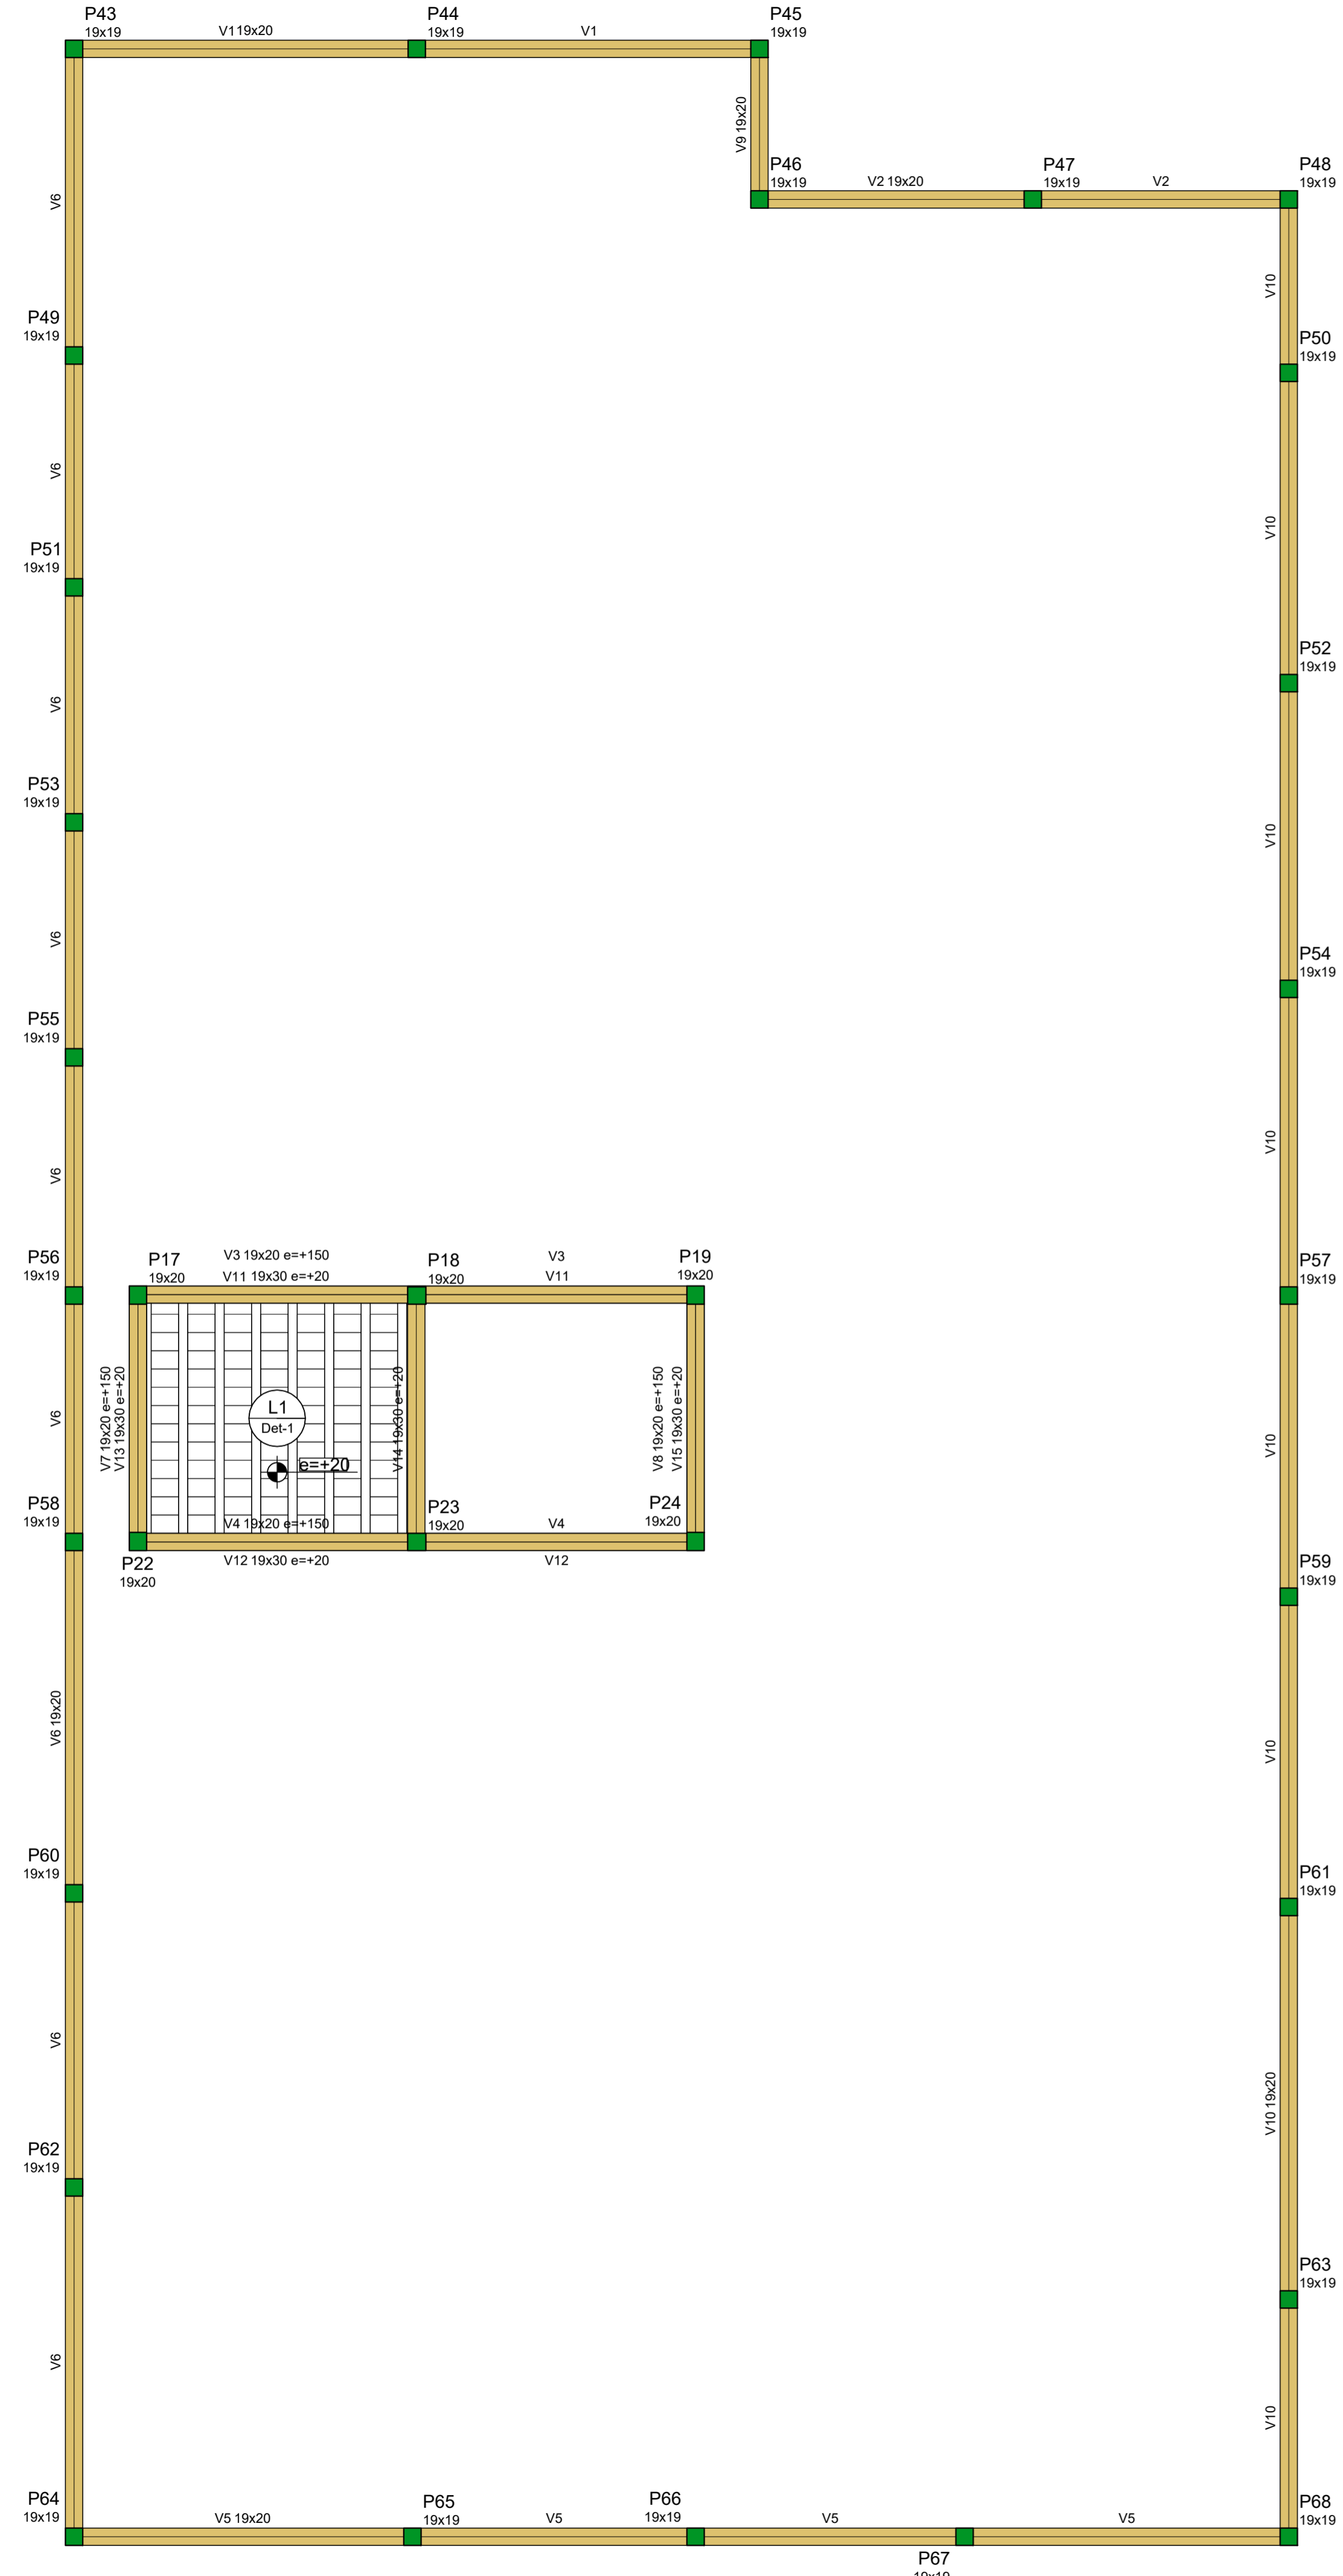 P43
19x19
V1 19x20
P44
19x19
V1
P45
19x19
V9 19x20
P46
19x19
V2 19x20
P47
19x19
V2
P48
19x19
V6
V10
P49
19x19
P50
19x19
V6
V10
P51
19x19
P52
19x19
V6
P53
19x19
V10
V6
P54
19x19
P55
19x19
V10
V6
P56
19x19
P17
19x20
V3 19x20 e=+150
V11 19x30 e=+20
P18
19x20
V3
V11
P19
19x20
P57
19x19
V6
V7 19x20 e=+150
V13 19x30 e=+20
L1
Det-1
e=+20
V14 19x30 e=+20
V8 19x20 e=+150
V15 19x30 e=+20
V10
P58
19x19
V4 19x20 e=+150
V12 19x30 e=+20
P23
19x20
V4
V12
P24
19x20
P22
19x20
P59
19x19
V6 19x20
V10
P60
19x19
P61
19x19
V6
V10 19x20
P62
19x19
P63
19x19
V6
V10
P64
19x19
V5 19x20
P65
19x19
V5
P66
19x19
V5
P67
19x19
V5
P68
19x19